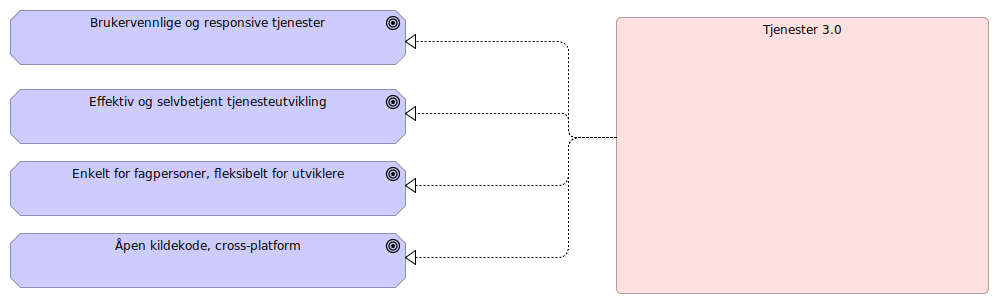 Brukervennlige og responsive tjenester
Tjenester 3.0
Effektiv og selvbetjent tjenesteutvikling
Enkelt for fagpersoner, fleksibelt for utviklere
Åpen kildekode, cross-platform